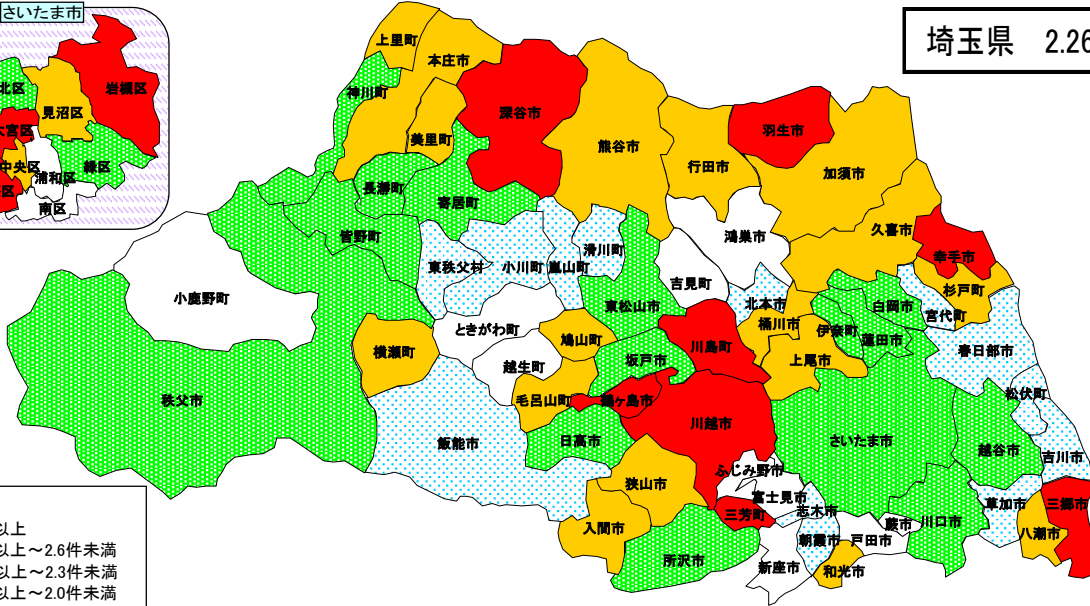 さいたま市
埼玉県 2.26
北区
見沼区
岩槻区
大宮区
中央区
浦和区
緑区
区
南区
上里町
本庄市
神川町
美里町
深谷市
熊谷市
行田市
羽生市
加須市
長瀞町
寄居町
皆野町
東秩父村
小川町
嵐山町
滑川町
吉見町
鴻巣市
久喜市
幸手市
杉戸町
宮代町
白岡市
北本市
桶川市
伊奈町
蓮田市
上尾市
春日部市
小鹿野町
秩父市
横瀬町
ときがわ町
越生町
鳩山町
毛呂山町
東松山市
坂戸市
川島町
鶴ヶ島市
川越市
飯能市
日高市
狭山市
入間市
所沢市
三芳町
ふじみ野市
富士見市
志木市
朝霞市
新座市
和光市
戸田市
蕨市
川口市
さいたま市
越谷市
松伏町
吉川市
草加市
八潮市
三郷市
以上
以上～2.6件未満
以上～2.3件未満
以上～2.0件未満